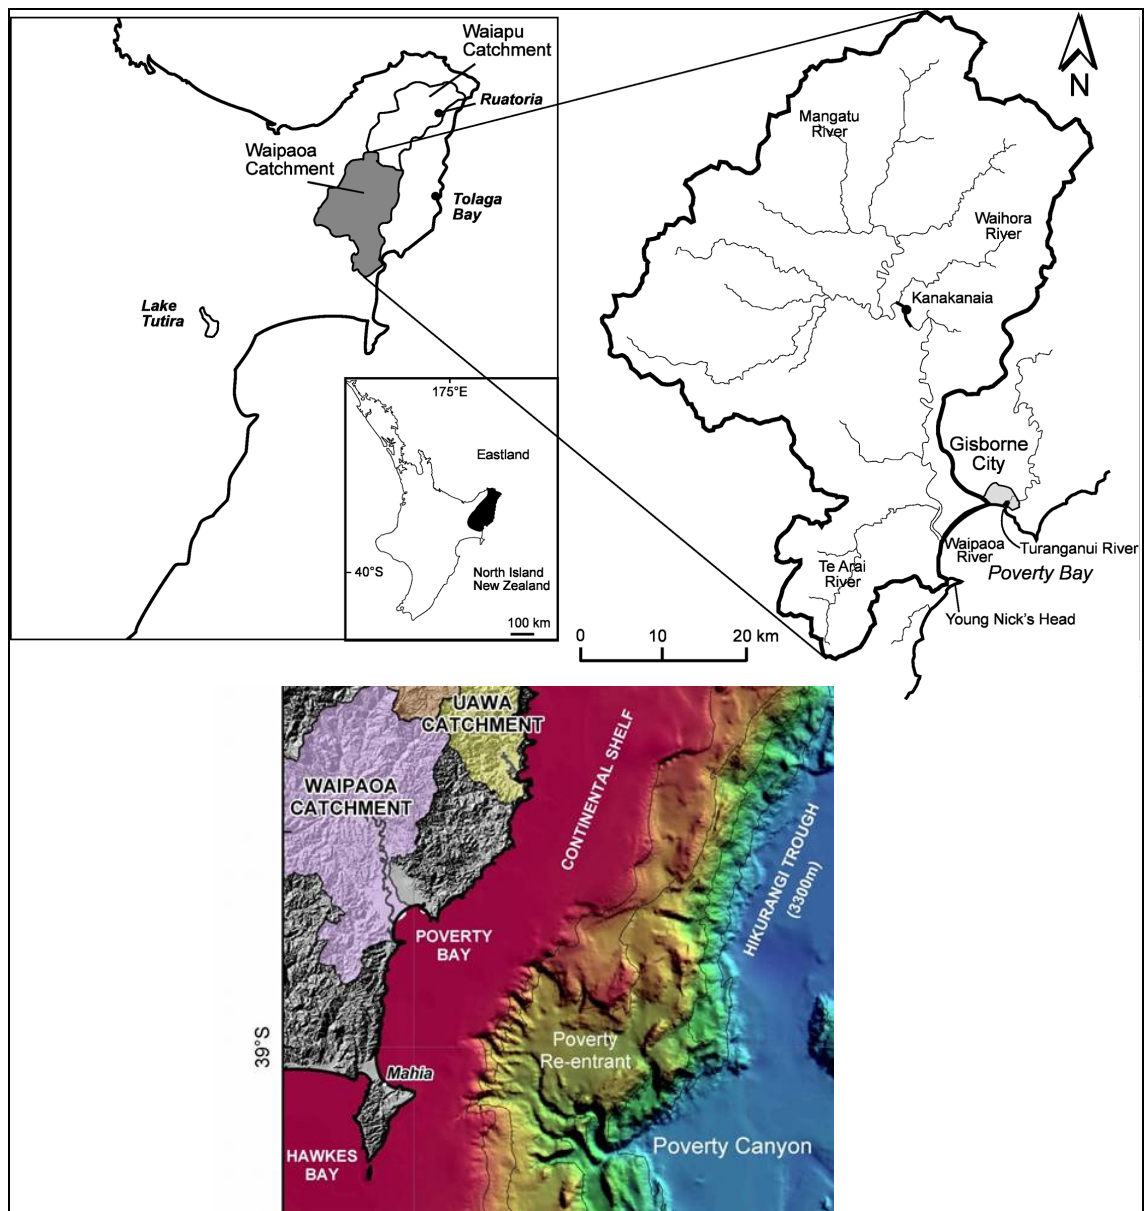 Waiapu
Catchment
Ruatoria
Waipaoa
Catchment
Tolaga
Bay
Lake
Tutira
175°E
Eastland
40°S
North Island
New Zealand
100 km
N
Mangatu
River
Waihora
River
Kanakanaia
Gisborne
City
Waipaoa
River
Turanganui River
Te Arai
River
Poverty Bay
Young Nick's Head
0 10 20 km
UAWA
CATCHMENT
WAIPAOA
CATCHMENT
CONTINENTAL SHELF
HIKURANGI TROUGH
(3300m)
POVERTY
BAY
39°S
Poverty
Re-entrant
Mahia
HAWKES
BAY
Poverty Canyon